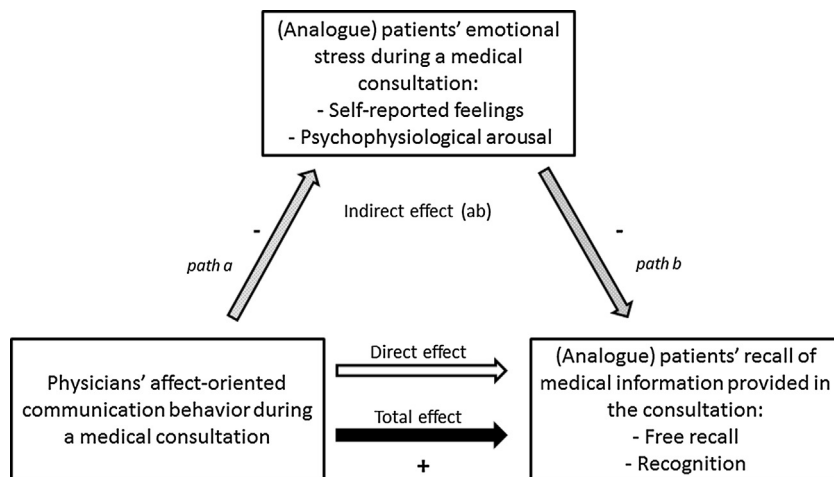 (Analogue) patients' emotional
stress during a medical
consultation:
- Self-reported feelings
- Psychophysiological arousal
Indirect effect (ab)
-
-
path a
path b
Physicians' affect-oriented
communication behavior during
a medical consultation
Direct effect
Total effect
+
(Analogue) patients' recall of
medical information provided in
the consultation:
- Free recall
- Recognition